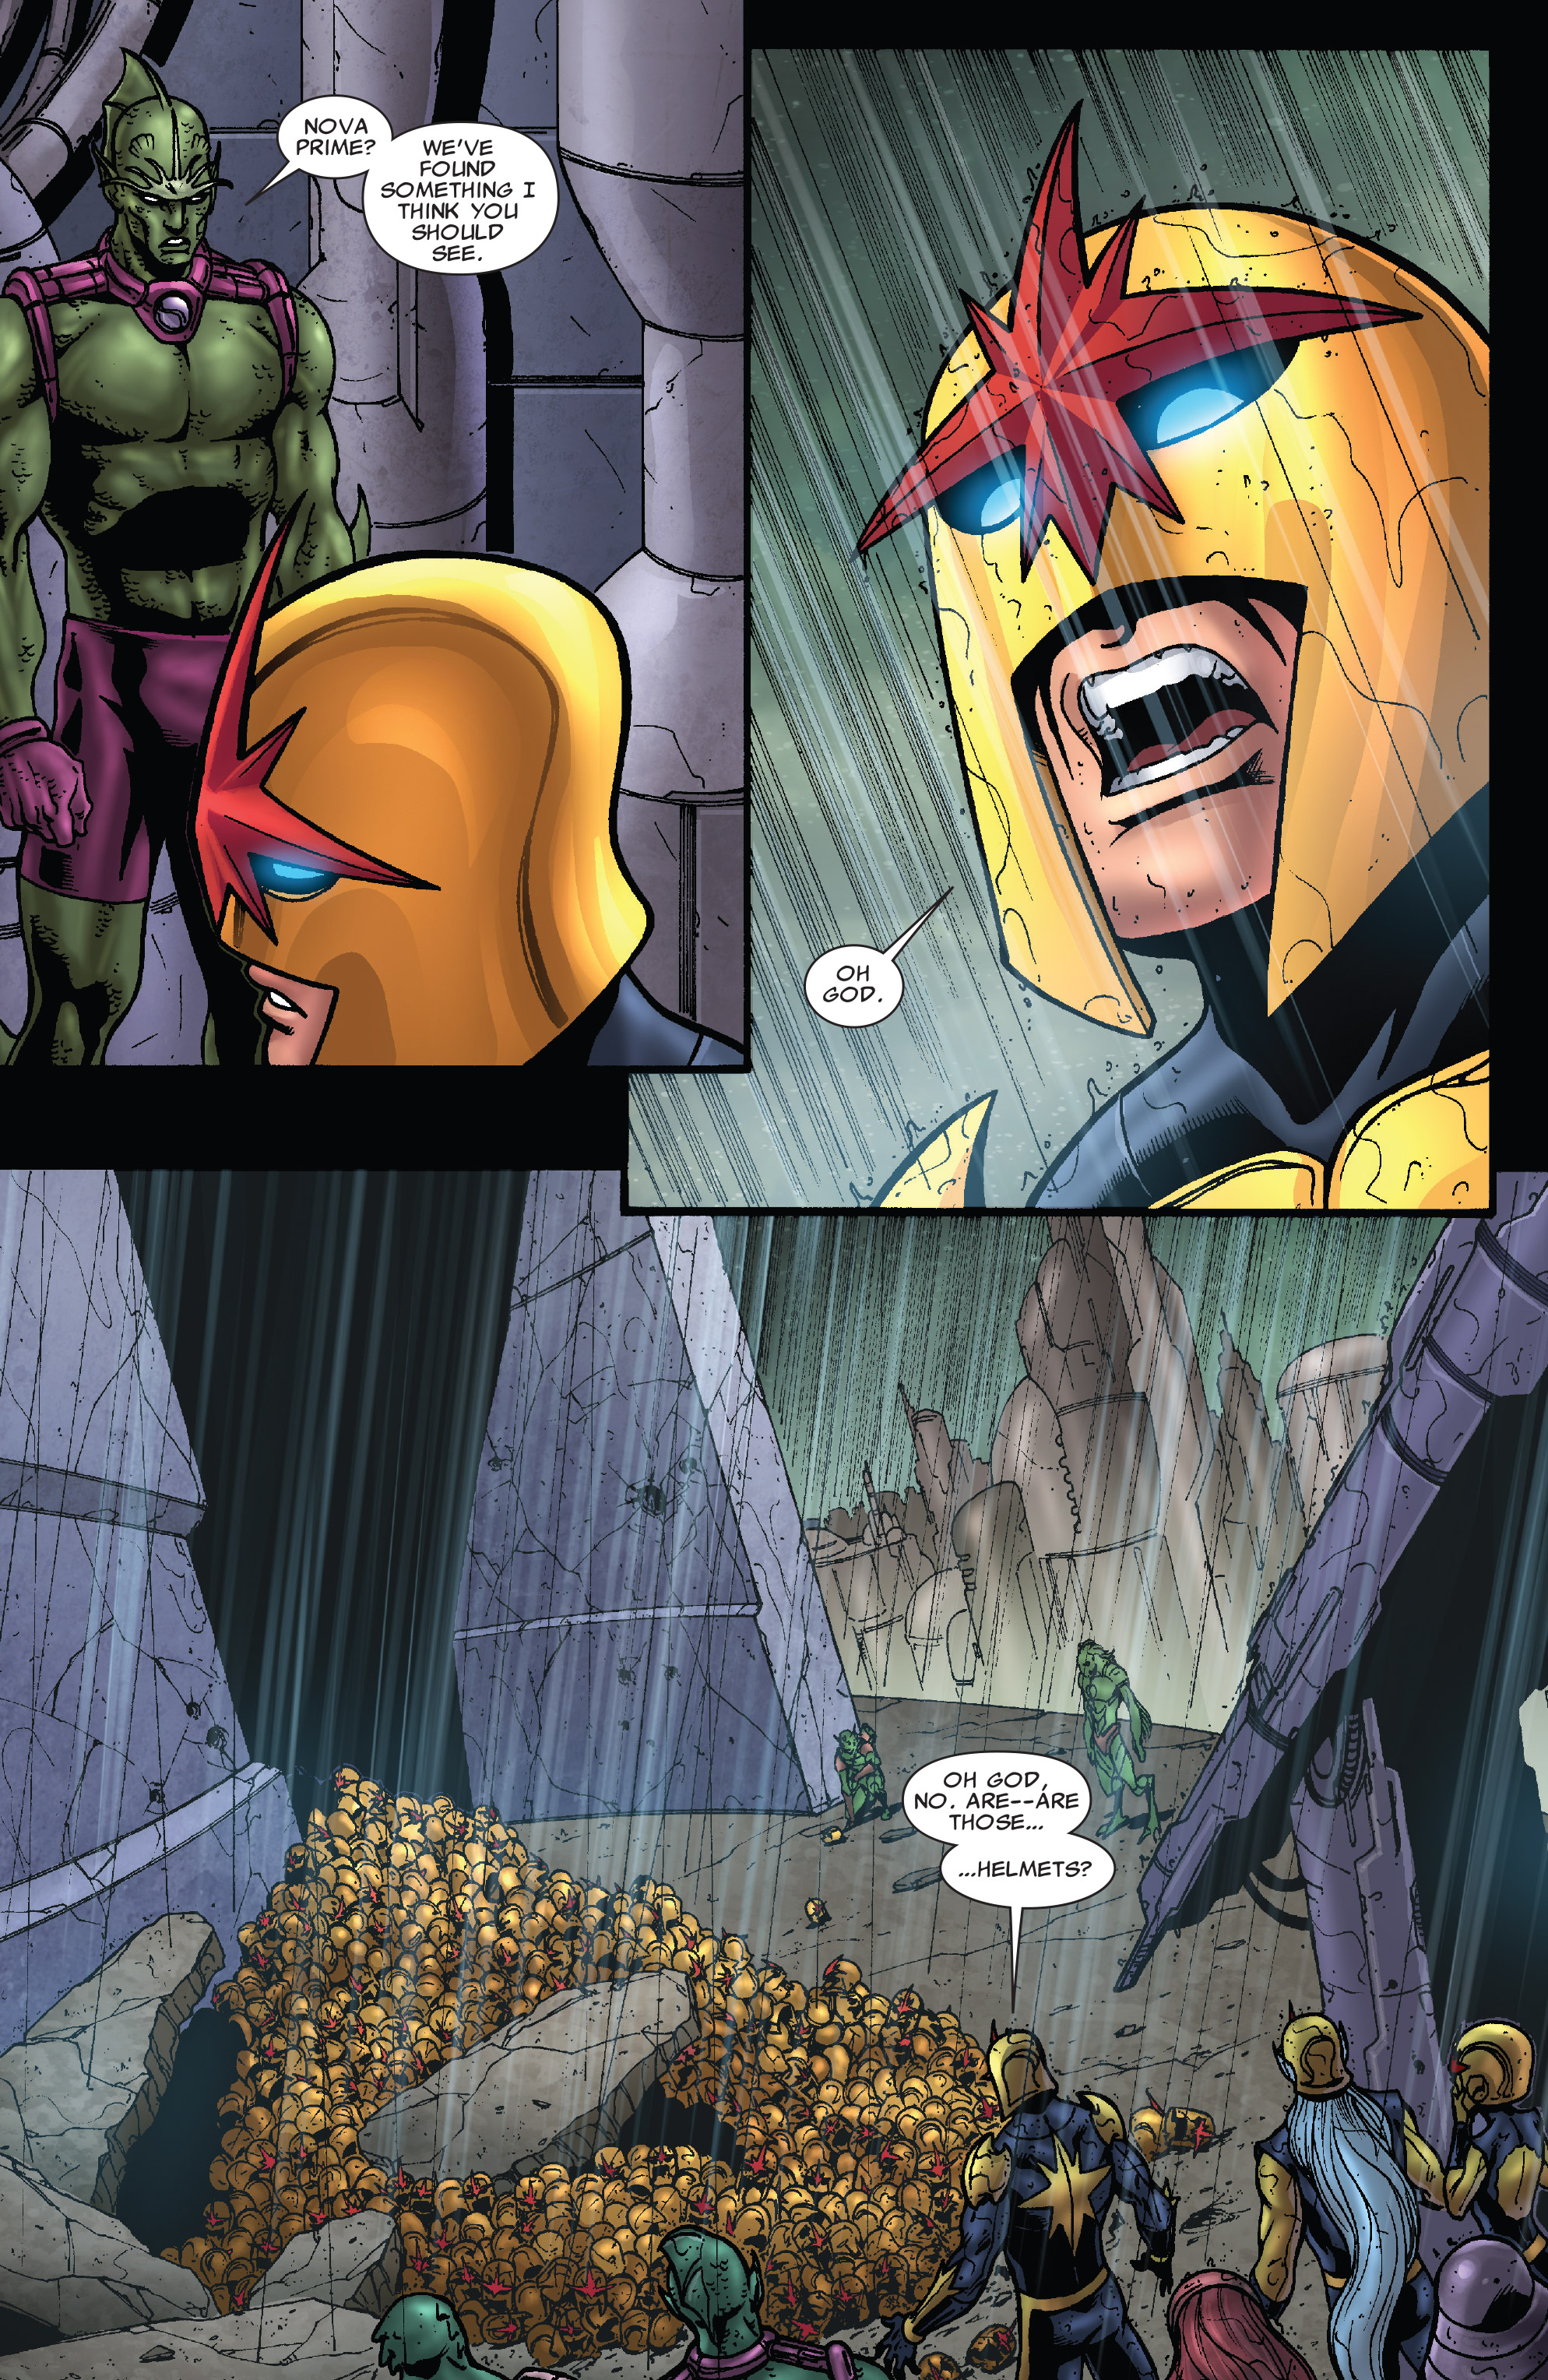 NOVA
PRIME?
WE'VE
FOUND
SOMETHING I
THINK YOU
SHOULD
SEE.
OH
GOD.
OH GOD,
NO. ARE--ARE
THOSE...
...HELMETS?